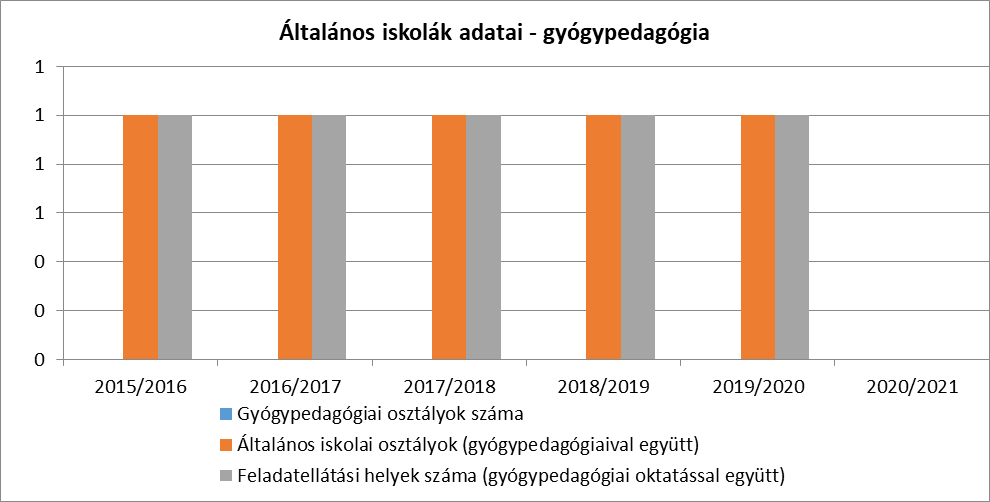 Általános iskolák adatai - gyógypedagógia
1
1
1
1
0
0
0
2015/2016 2016/2017 2017/2018 2018/2019 2019/2020 2020/2021
Gyógypedagógiai osztályok száma
Általános iskolai osztályok (gyógypedagógiaival együtt)
Feladatellátási helyek száma (gyógypedagógiai oktatással együtt)